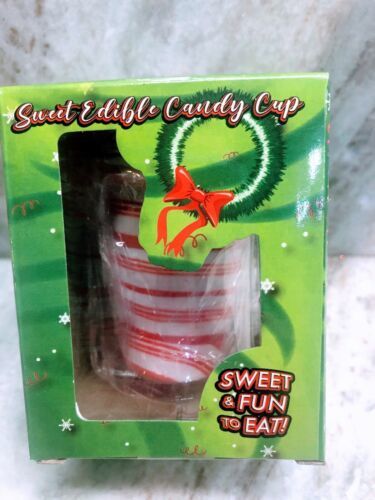 Sweet Edible Candy Cup
SWEET
& FUN
TO EAT!